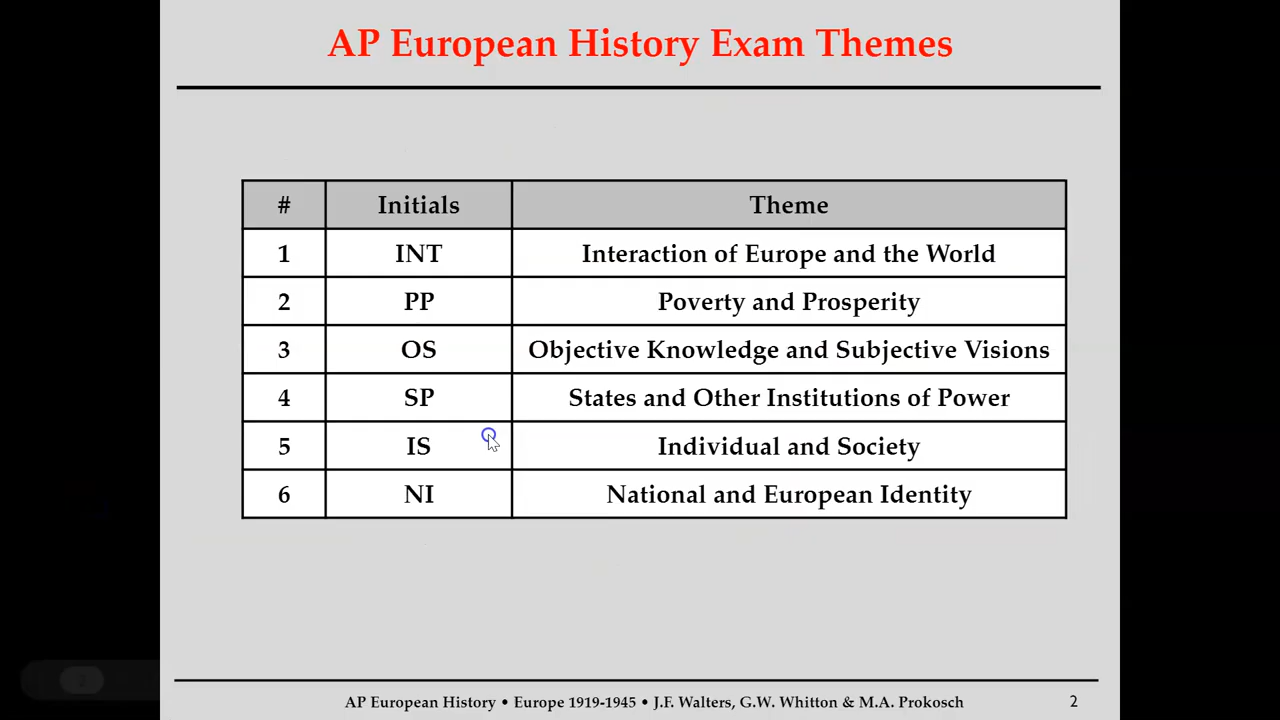 AP European History Exam Themes
# Initials Theme
1 INT Interaction of Europe and the World
2 PP Poverty and Prosperity
3 OS Objective Knowledge and Subjective Visions
4 SP States and Other Institutions of Power
5 IS Individual and Society
6 NI National and European Identity
AP European History • Europe 1919-1945 • J.F. Walters, G.W. Whitton & M.A. Prokosch 2